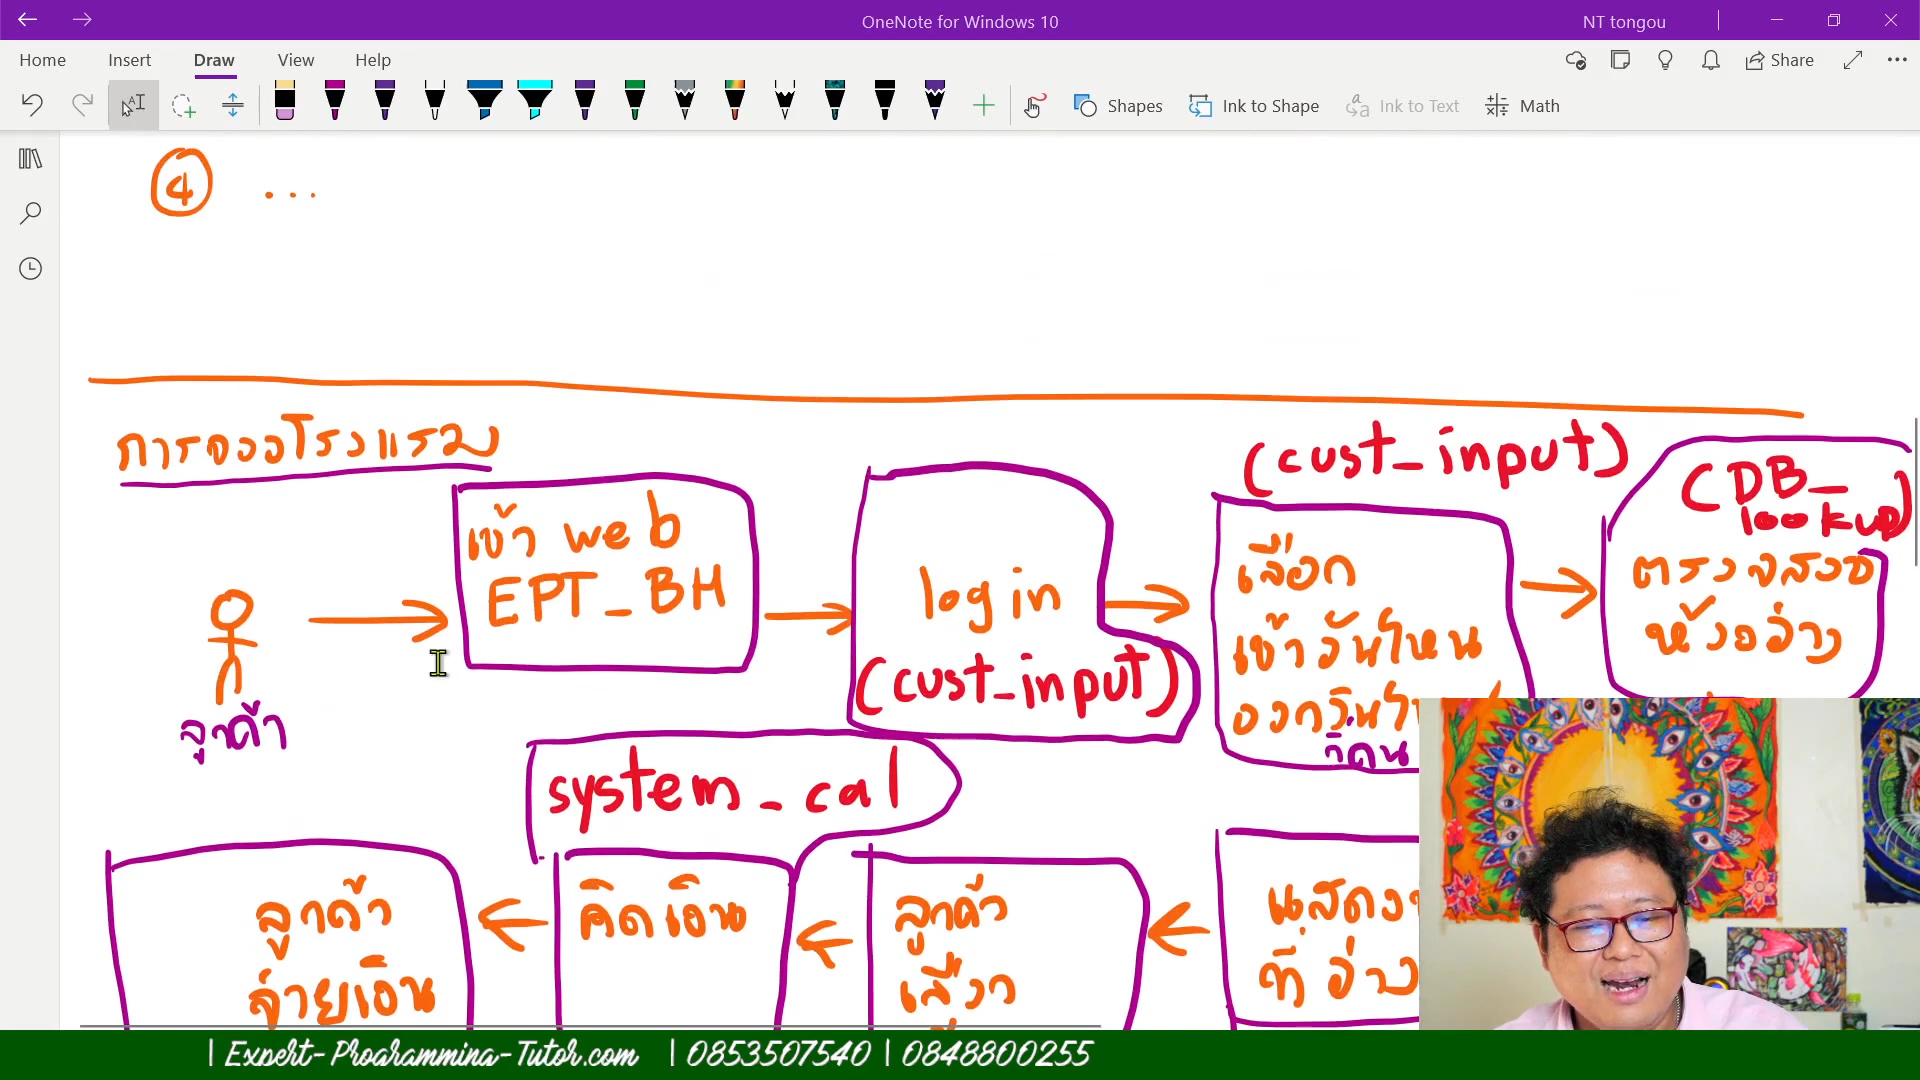 OneNote for Windows 10
NT tongou
Home Insert Draw View Help
Share
Shapes Ink to Shape Ink to Text Math
4 ...
การจองโรงแรม
(cust_input)
(DB_
lookup)
เข้า web
EPT_BH
login
(cust_input)
เลือก
เข้าวันไหน
ออกวันไ
กี่คน
ตรวจสอบ
ห้องว่าง
ลูกค้า
system_cal
ลูกค้า
จ่ายเงิน
คิดเงิน
ลูกค้า
เลือก
แสดง
ที่ว่าง
| Expert-Programming-Tutor.com | 0853507540 | 0848800255